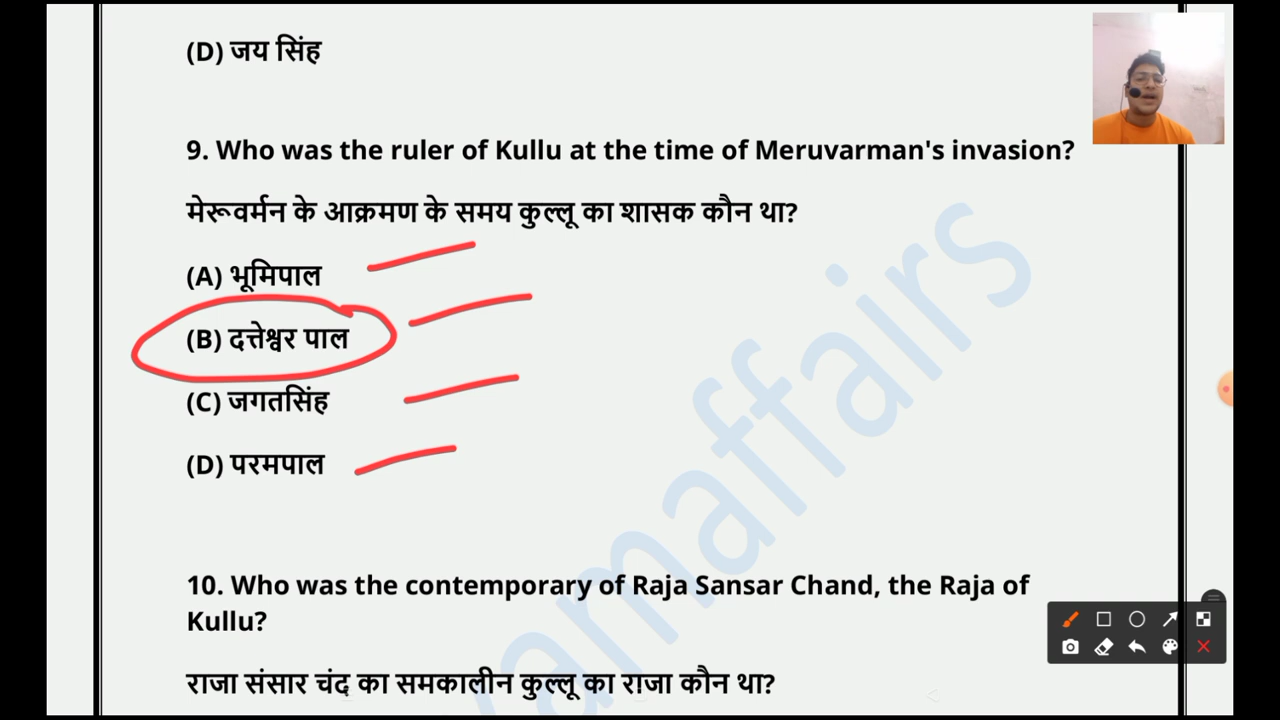 (D) जय सिंह
9. Who was the ruler of Kullu at the time of Meruvarman's invasion?
मेरूवर्मन के आक्रमण के समय कुल्लू का शासक कौन था?
(A) भूमिपाल
(B) दत्तेश्वर पाल
(C) जगतसिंह
(D) परमपाल
10. Who was the contemporary of Raja Sansar Chand, the Raja of
Kullu?
राजा संसार चंद का समकालीन कुल्लू का राजा कौन था?
amaffairs